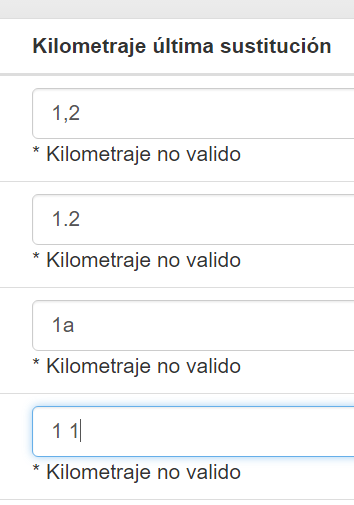 Kilometraje última sustitución
1,2
* Kilometraje no valido
1.2
* Kilometraje no valido
1a
* Kilometraje no valido
1 1
* Kilometraje no valido